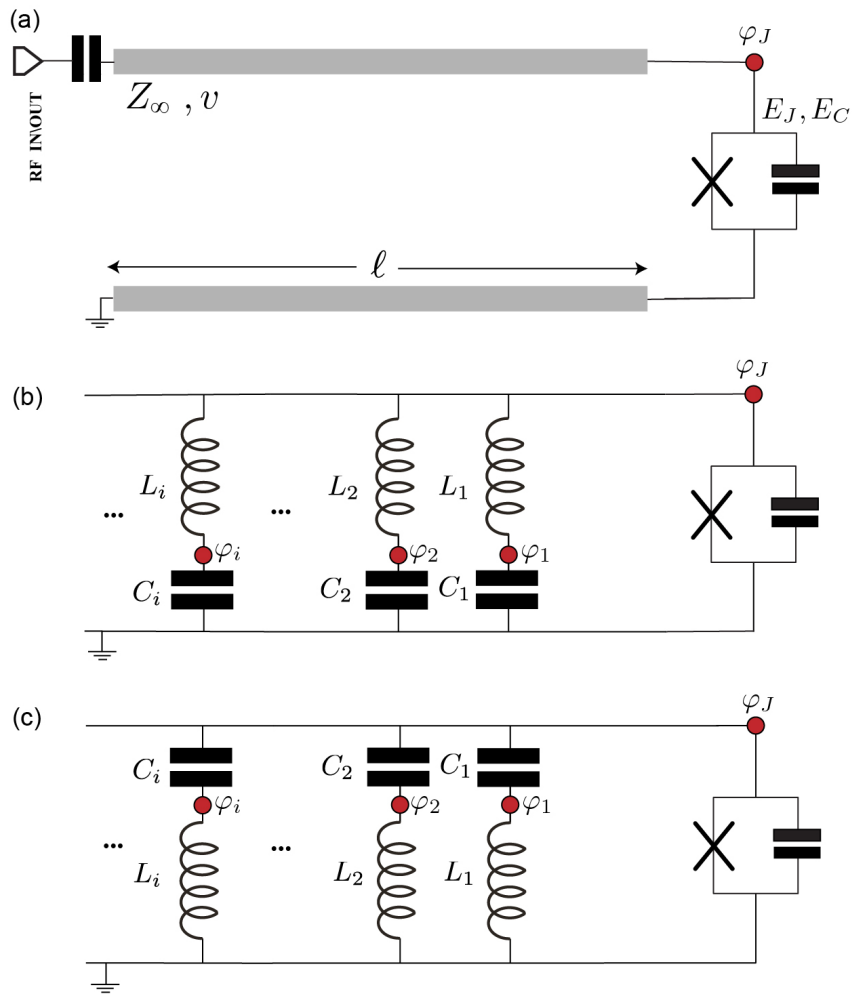 (a)
φ_J
Z_∞ , v
E_J, E_C
RF IN\OUT
ℓ
(b)
φ_J
L_i
L_2
L_1
...
...
φ_i
φ_2
φ_1
C_i
C_2
C_1
(c)
φ_J
C_i
C_2
C_1
φ_i
φ_2
φ_1
...
...
L_i
L_2
L_1